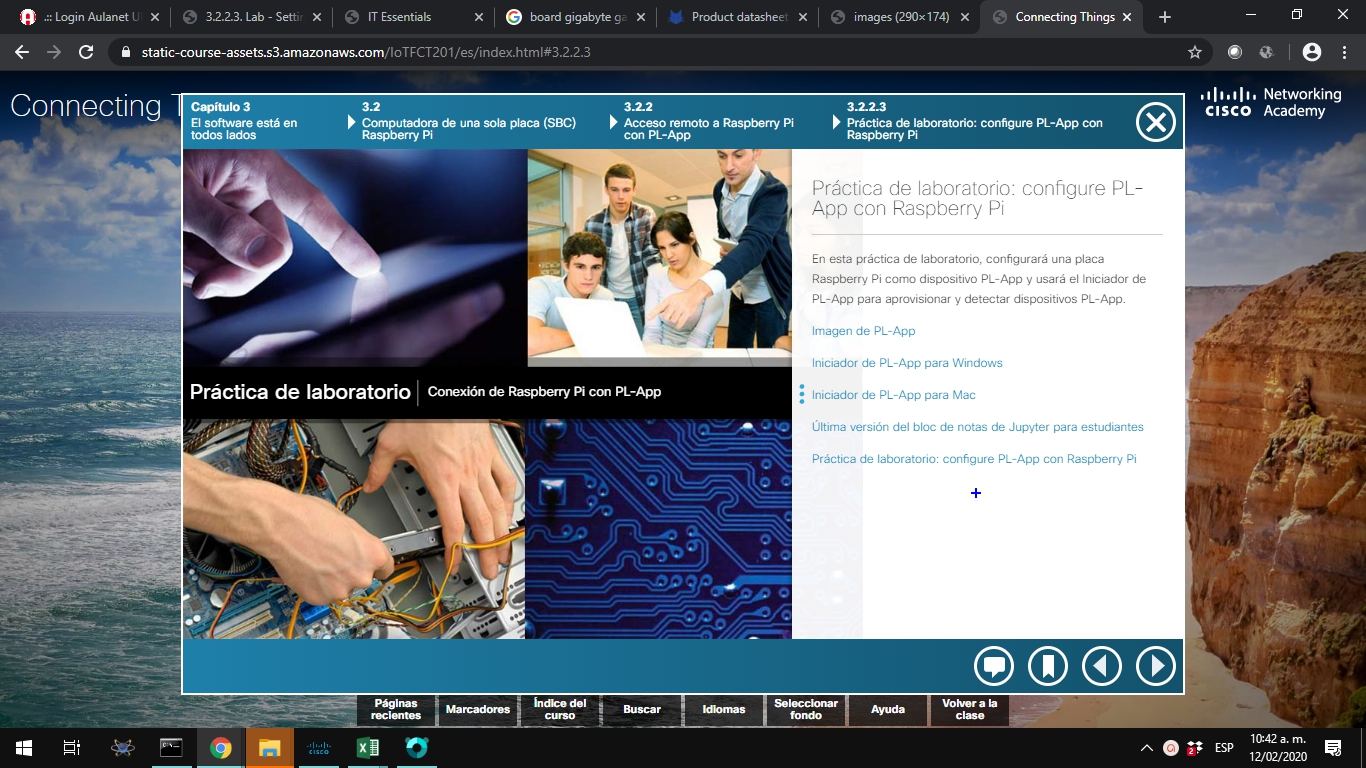 .:: Login Aulanet U
3.2.2.3. Lab - Settin
IT Essentials
board gigabyte ga
Product datasheet
images (290×174)
Connecting Things
static-course-assets.s3.amazonaws.com/IoTFCT201/es/index.html#3.2.2.3
Connecting T
CISCO Networking Academy
Capítulo 3
El software está en
todos lados
3.2
Computadora de una sola placa (SBC)
Raspberry Pi
3.2.2
Acceso remoto a Raspberry Pi
con PL-App
3.2.2.3
Práctica de laboratorio: configure PL-App con
Raspberry Pi
Práctica de laboratorio
Conexión de Raspberry Pi con PL-App
Práctica de laboratorio: configure PL-
App con Raspberry Pi
En esta práctica de laboratorio, configurará una placa
Raspberry Pi como dispositivo PL-App y usará el Iniciador de
PL-App para aprovisionar y detectar dispositivos PL-App.
Imagen de PL-App
Iniciador de PL-App para Windows
Iniciador de PL-App para Mac
Última versión del bloc de notas de Jupyter para estudiantes
Práctica de laboratorio: configure PL-App con Raspberry Pi
Páginas
recientes
Marcadores
Índice del
curso
Buscar
Idiomas
Seleccionar
fondo
Ayuda
Volver a la
clase
CISCO
2
ESP
10:42 a. m.
12/02/2020